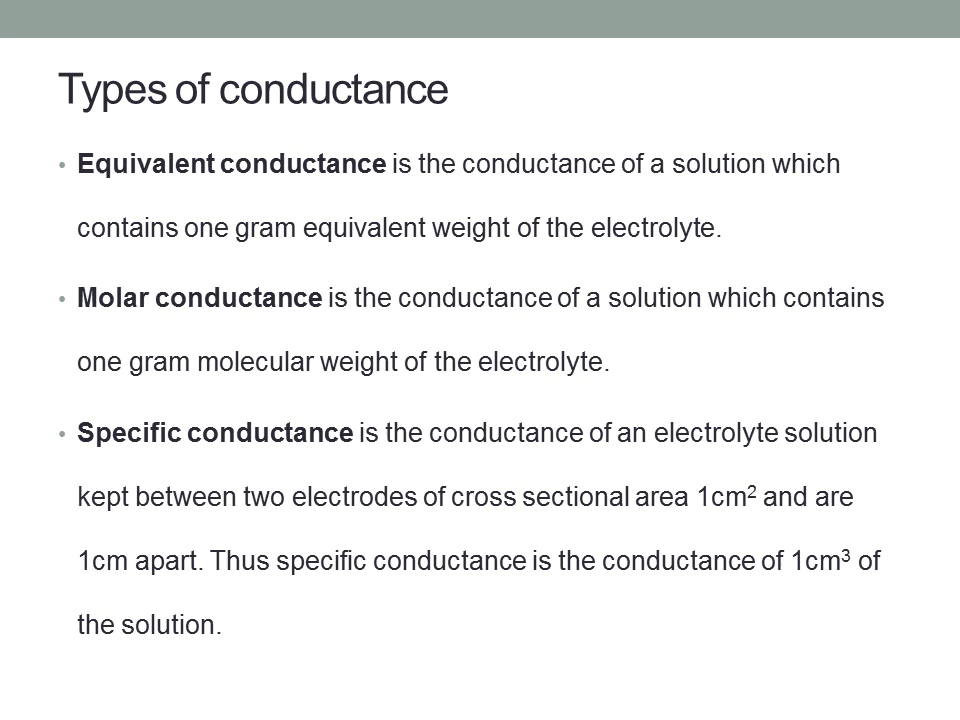 Types of conductance
• Equivalent conductance is the conductance of a solution which
contains one gram equivalent weight of the electrolyte.
• Molar conductance is the conductance of a solution which contains
one gram molecular weight of the electrolyte.
• Specific conductance is the conductance of an electrolyte solution
kept between two electrodes of cross sectional area 1cm² and are
1cm apart. Thus specific conductance is the conductance of 1cm³ of
the solution.